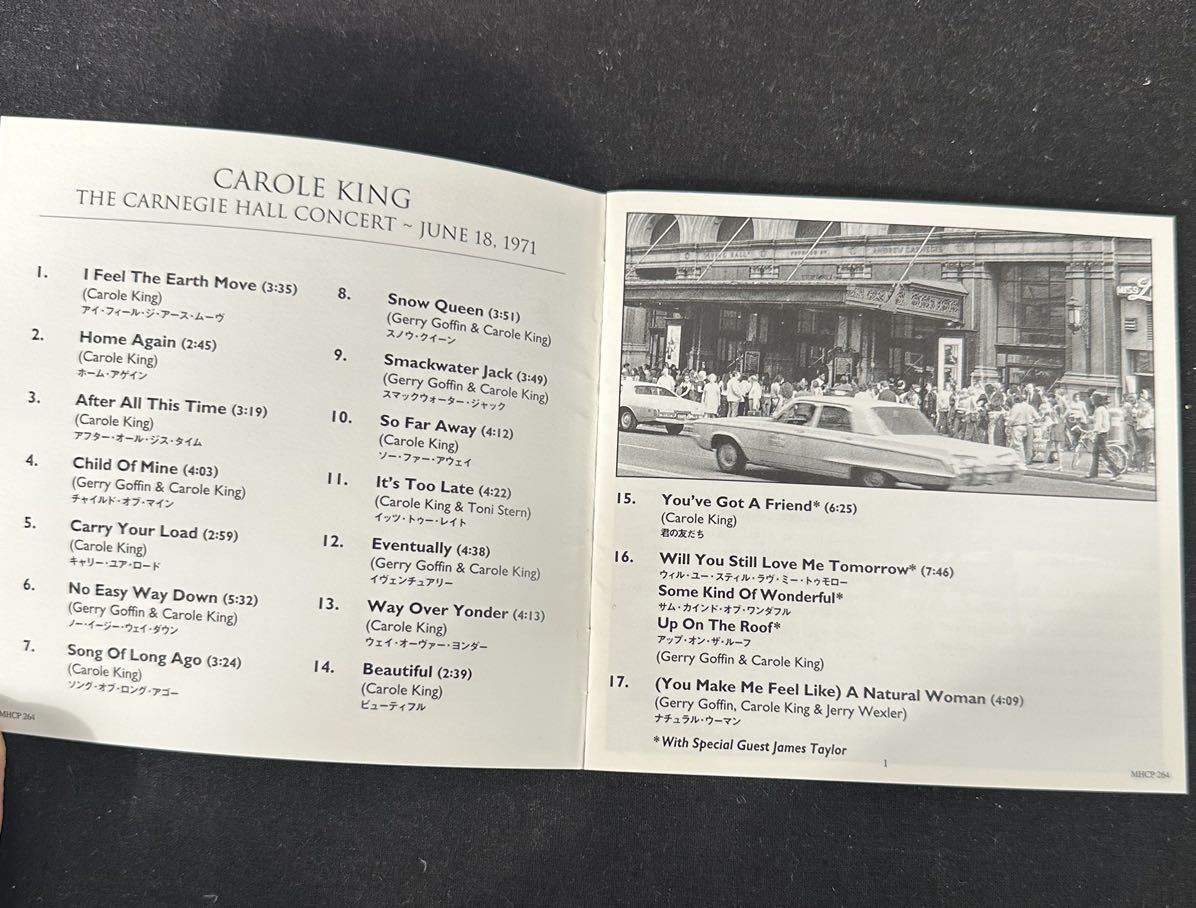 CAROLE KING
THE CARNEGIE HALL CONCERT ~ JUNE 18, 1971
1. I Feel The Earth Move (3:35)
(Carole King)
アイ・フィール・ジ・アース・ムーヴ
2. Home Again (2:45)
(Carole King)
ホーム・アゲイン
3. After All This Time (3:19)
(Carole King)
アフター・オール・ジス・タイム
4. Child Of Mine (4:03)
(Gerry Goffin & Carole King)
チャイルド・オブ・マイン
5. Carry Your Load (2:59)
(Carole King)
キャリー・ユア・ロード
6. No Easy Way Down (5:32)
(Gerry Goffin & Carole King)
ノー・イージー・ウェイ・ダウン
7. Song Of Long Ago (3:24)
(Carole King)
ソング・オブ・ロング・アゴー
MHCP 264
8. Snow Queen (3:51)
(Gerry Goffin & Carole King)
スノウ・クイーン
9. Smackwater Jack (3:49)
(Gerry Goffin & Carole King)
スマックウォーター・ジャック
10. So Far Away (4:12)
(Carole King)
ソー・ファー・アウェイ
11. It's Too Late (4:22)
(Carole King & Toni Stern)
イッツ・トゥー・レイト
12. Eventually (4:38)
(Gerry Goffin & Carole King)
イヴェンチュアリー
13. Way Over Yonder (4:13)
(Carole King)
ウェイ・オーヴァー・ヨンダー
14. Beautiful (2:39)
(Carole King)
ビューティフル
MUSIC HALL
ANDREW CARNEGIE
15. You've Got A Friend* (6:25)
(Carole King)
君の友だち
16. Will You Still Love Me Tomorrow* (7:46)
ウィル・ユー・スティル・ラヴ・ミー・トゥモロー
Some Kind Of Wonderful*
サム・カインド・オブ・ワンダフル
Up On The Roof*
アップ・オン・ザ・ルーフ
(Gerry Goffin & Carole King)
17. (You Make Me Feel Like) A Natural Woman (4:09)
(Gerry Goffin, Carole King & Jerry Wexler)
ナチュラル・ウーマン
*With Special Guest James Taylor
1
MHCP 264